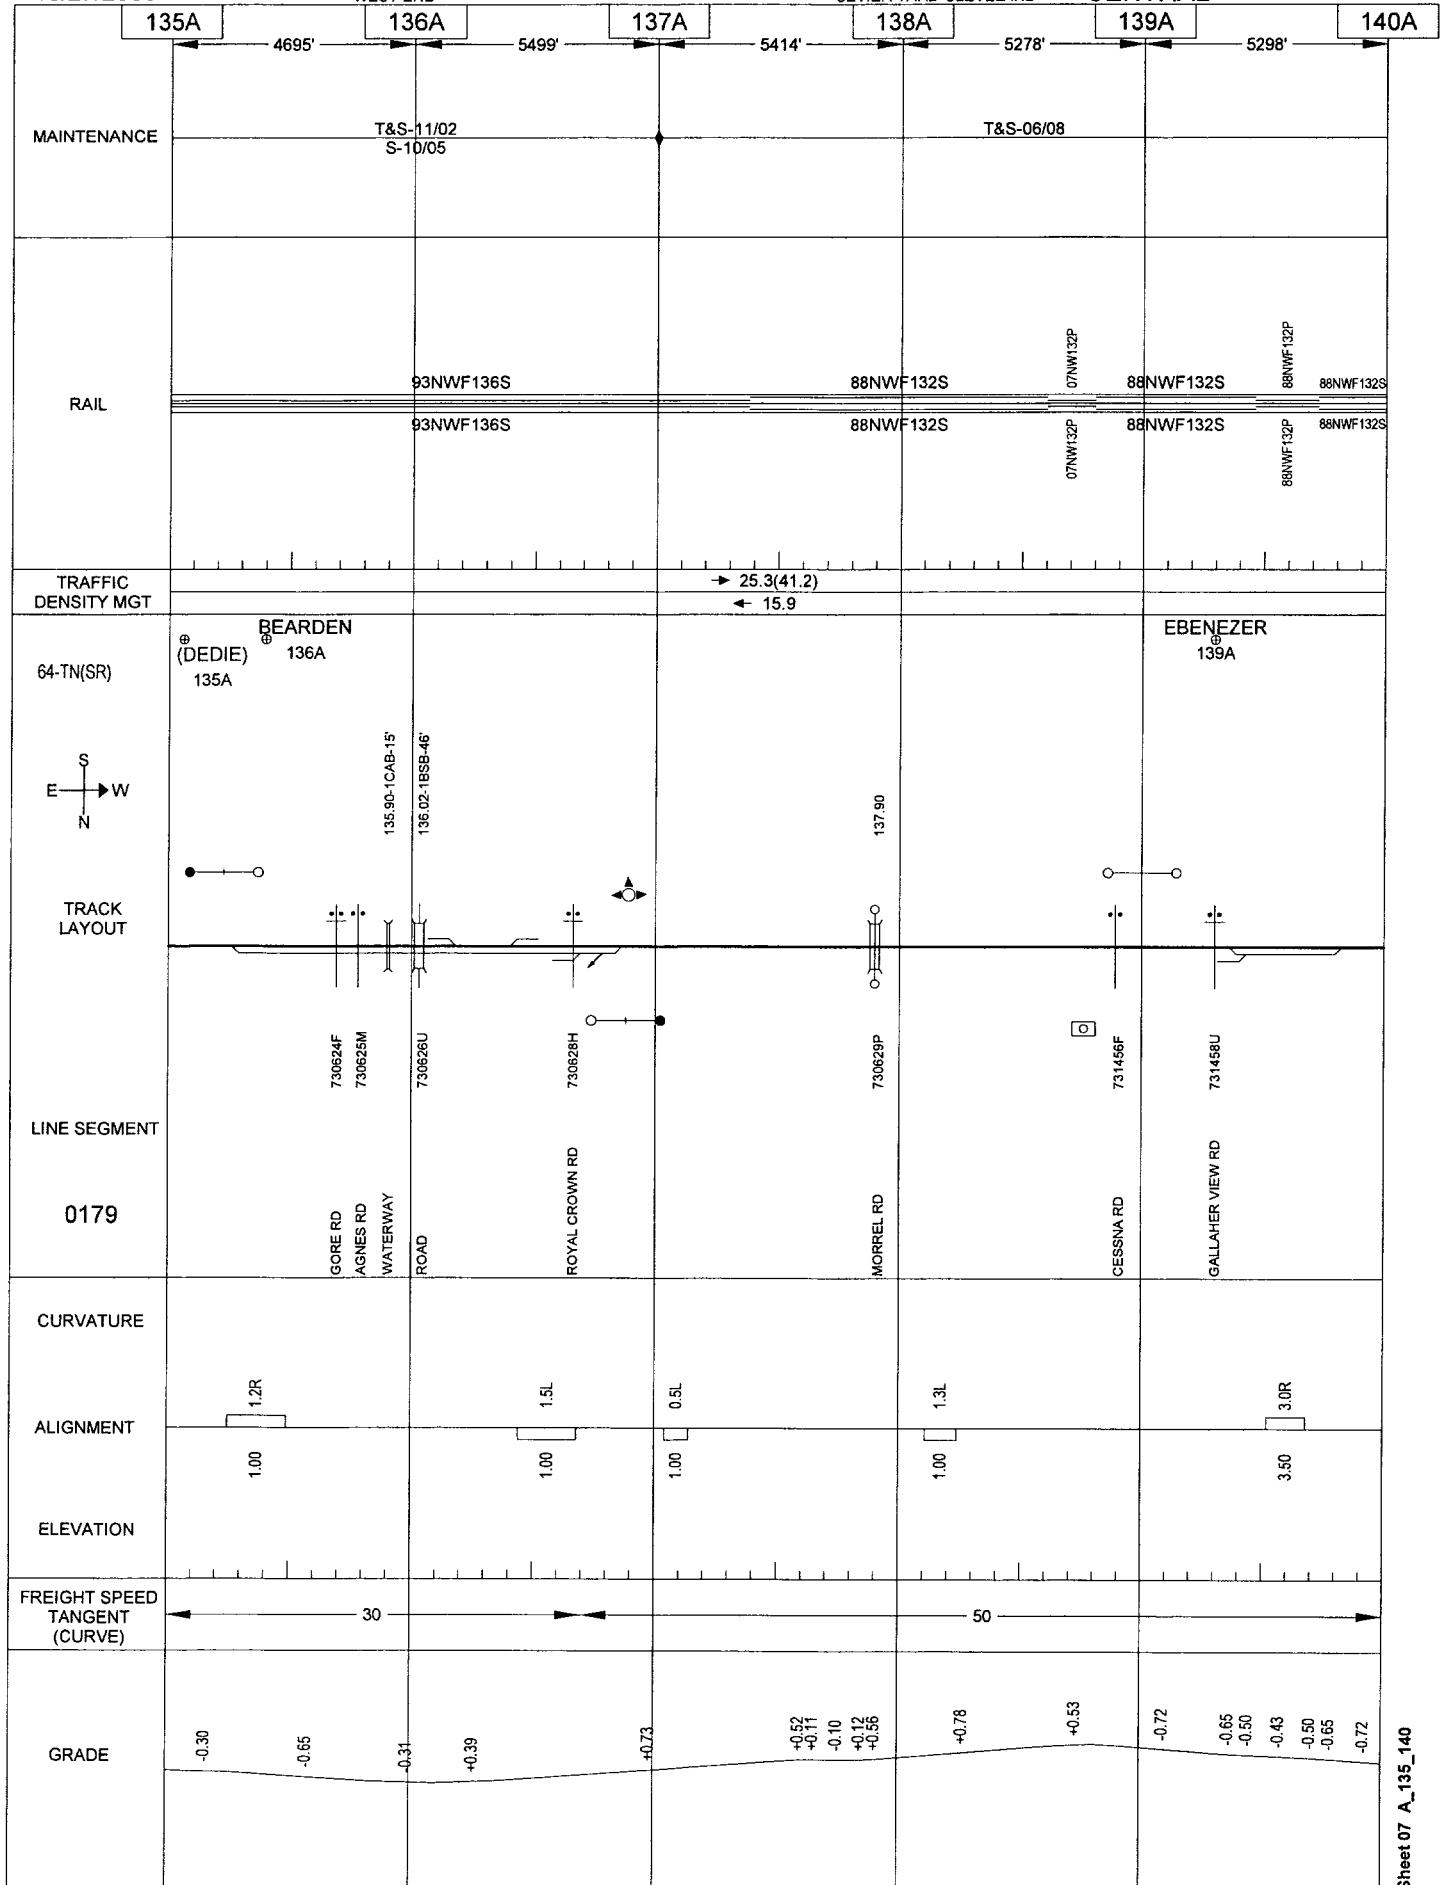 135A 136A 137A 138A 139A 140A
4695' 5499' 5414' 5278' 5298'
MAINTENANCE
T&S-11/02 T&S-06/08
S-10/05
07NW132P 88NWF132P
93NWF136S 88NWF132S 88NWF132S 88NWF132S
RAIL
93NWF136S 88NWF132S 88NWF132S 88NWF132S
07NW132P 88NWF132P
TRAFFIC
DENSITY MGT
25.3(41.2)
15.9
BEARDEN EBENEZER
(DEDIE) 136A 139A
135A
64-TN(SR)
S
E W
N
135.90-1CAB-15' 136.02-1BSB-46' 137.90
TRACK
LAYOUT
730624F 730625M 730626U 730628H 730629P 731456F 731458U
LINE SEGMENT
0179
GORE RD AGNES RD WATERWAY ROAD ROYAL CROWN RD MORREL RD CESSNA RD GALLAHER VIEW RD
CURVATURE
1.2R 1.5L 0.5L 1.3L 3.0R
ALIGNMENT
1.00 1.00 1.00 1.00 3.50
ELEVATION
FREIGHT SPEED
TANGENT
(CURVE)
30 50
GRADE
-0.30 -0.65 -0.31 +0.39 +0.73 +0.52 +0.11 -0.10 +0.12 +0.56 +0.78 +0.53 -0.72 -0.65 -0.50 -0.43 -0.50 -0.65 -0.72
Sheet 07 A_135_140